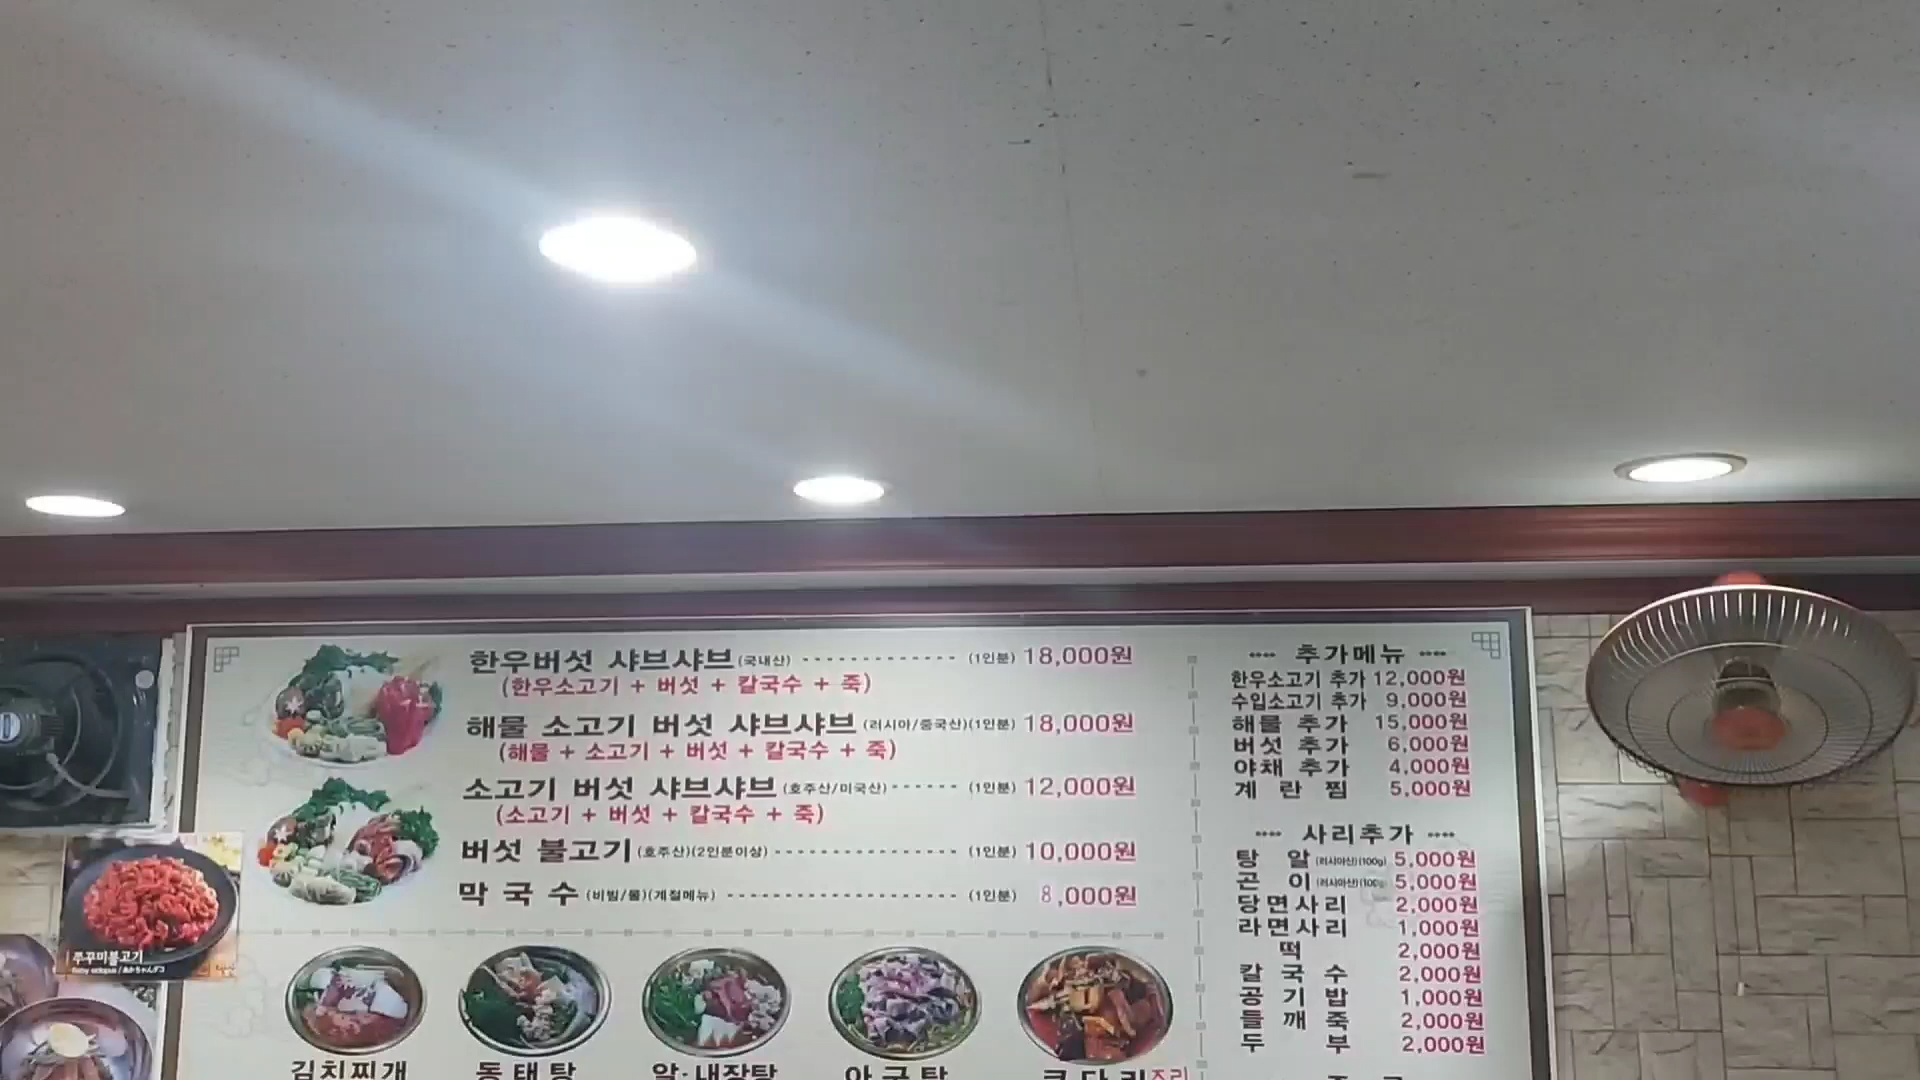 한우버섯 샤브샤브(국내산) (1인분) 18,000원
(한우소고기 + 버섯 + 칼국수 + 죽)
해물 소고기 버섯 샤브샤브(러시아/중국산)(1인분) 18,000원
(해물 + 소고기 + 버섯 + 칼국수 + 죽)
소고기 버섯 샤브샤브(호주산/미국산) (1인분) 12,000원
(소고기 + 버섯 + 칼국수 + 죽)
버섯 불고기(호주산)(2인분이상) (1인분) 10,000원
막국수(비빔/물)(계절메뉴) (1인분) 8,000원
김치찌개 동태탕 알·내장탕 아구탕 코다리조림
추가메뉴
한우소고기 추가 12,000원
수입소고기 추가 9,000원
해물 추가 15,000원
버섯 추가 6,000원
야채 추가 4,000원
계란찜 5,000원
사리추가
탕알(러시아산)(100g) 5,000원
곤이(러시아산)(100g) 5,000원
당면사리 2,000원
라면사리 1,000원
떡 2,000원
칼국수 2,000원
공기밥 1,000원
들깨죽 2,000원
두부 2,000원
쭈꾸미불고기
Baby octopus